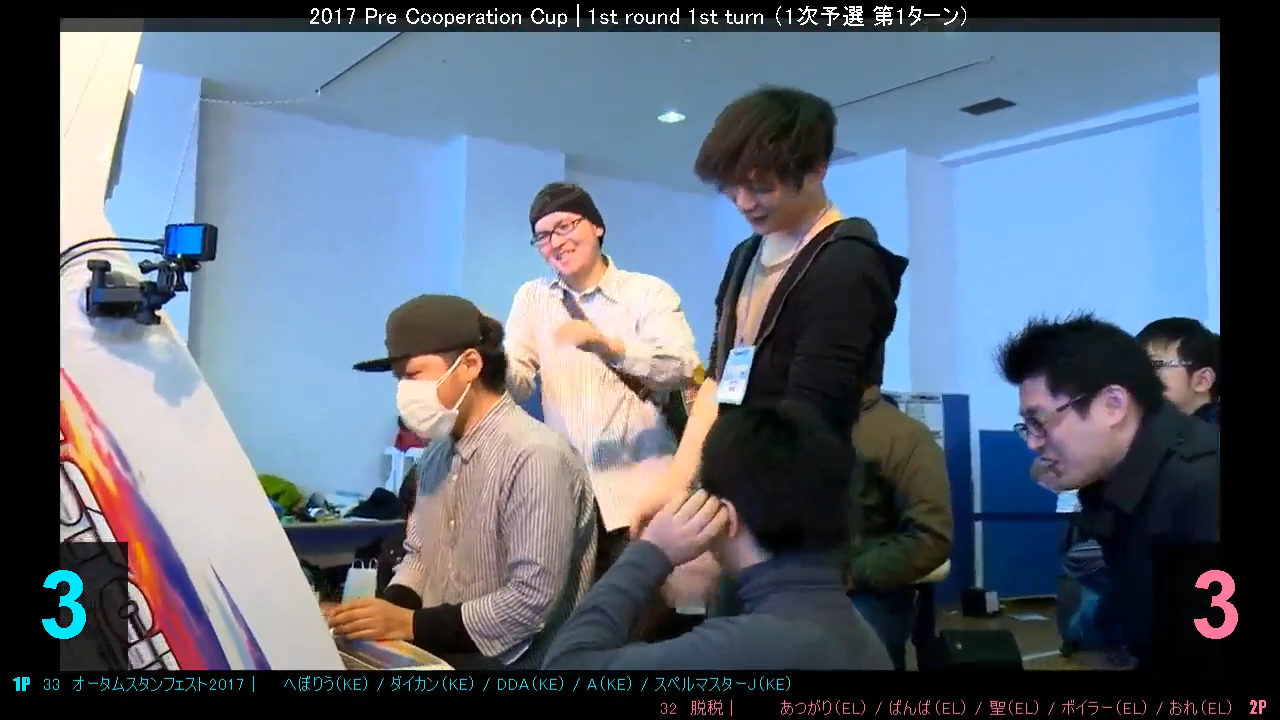 2017 Pre Cooperation Cup | 1st round 1st turn (1次予選 第1ターン)
3
3
1P 33 オータムスタンフェスト2017 | へぽりう(KE) / ダイカン(KE) / DDA(KE) / A(KE) / スペルマスターJ(KE)
32 脱税 | あつがり(EL) / ばんば(EL) / 聖(EL) / ボイラー(EL) / おれ(EL) 2P